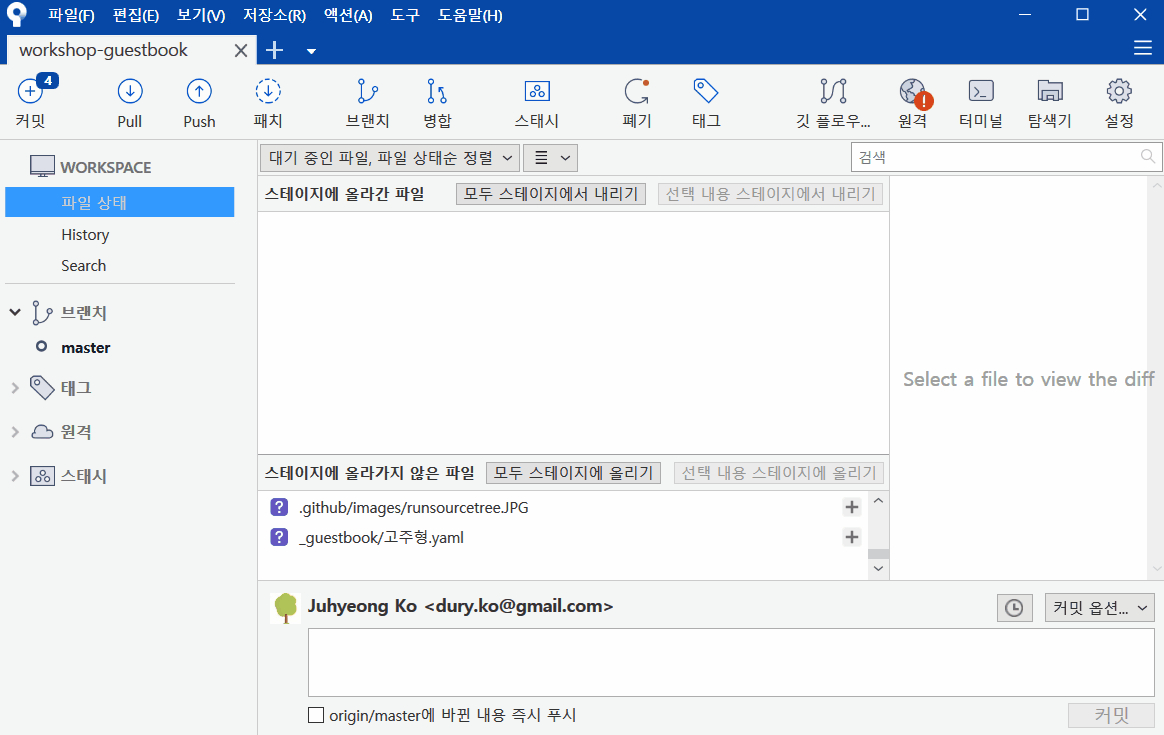 파일(F) 편집(E) 보기(V) 저장소(R) 액션(A) 도구 도움말(H)
workshop-guestbook
4
커밋 Pull Push 패치 브랜치 병합 스태시 폐기 태그 깃 플로우... 원격 터미널 탐색기 설정
WORKSPACE
파일 상태
History
Search
브랜치
master
태그
원격
스태시
대기 중인 파일, 파일 상태순 정렬
검색
스테이지에 올라간 파일 모두 스테이지에서 내리기 선택 내용 스테이지에서 내리기
Select a file to view the diff
스테이지에 올라가지 않은 파일 모두 스테이지에 올리기 선택 내용 스테이지에 올리기
.github/images/runsourcetree.JPG
_guestbook/고주형.yaml
Juhyeong Ko <dury.ko@gmail.com>
커밋 옵션...
origin/master에 바뀐 내용 즉시 푸시
커밋